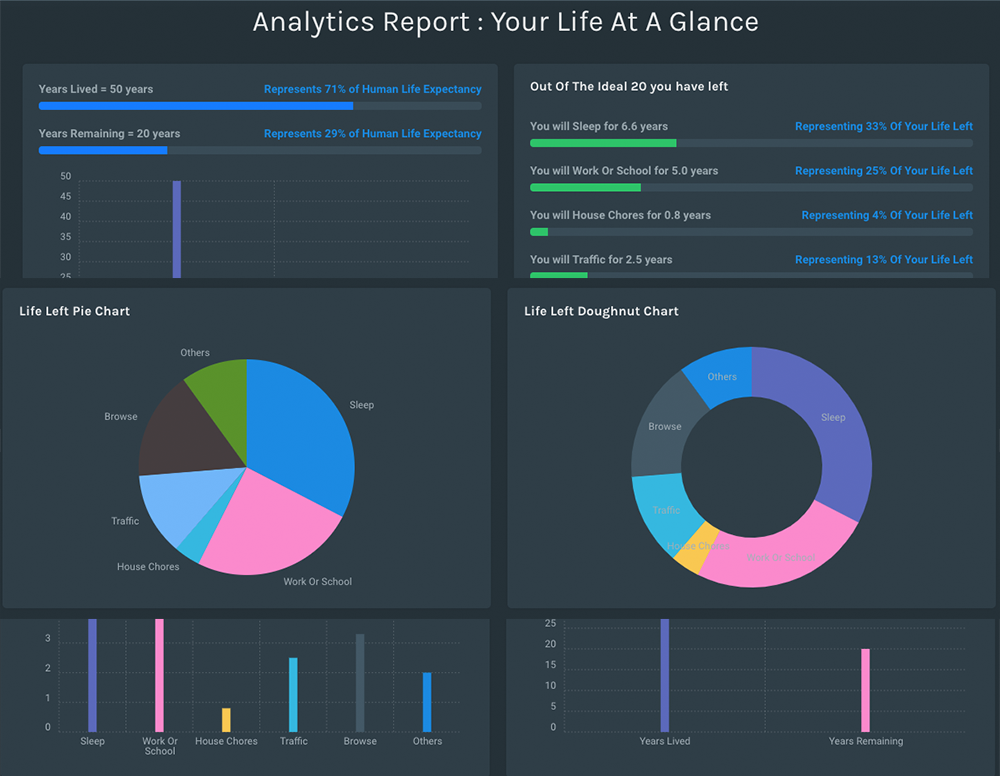 Analytics Report : Your Life At A Glance
Years Lived = 50 years
Represents 71% of Human Life Expectancy
Years Remaining = 20 years
Represents 29% of Human Life Expectancy
50
45
40
35
30
25
Out Of The Ideal 20 you have left
You will Sleep for 6.6 years
Representing 33% Of Your Life Left
You will Work Or School for 5.0 years
Representing 25% Of Your Life Left
You will House Chores for 0.8 years
Representing 4% Of Your Life Left
You will Traffic for 2.5 years
Representing 13% Of Your Life Left
Life Left Pie Chart
Others
Sleep
Browse
Traffic
House Chores
Work Or School
Life Left Doughnut Chart
Others
Sleep
Browse
Traffic
House Chores
Work Or School
3
2
1
0
Sleep
Work Or
School
House Chores
Traffic
Browse
Others
25
20
15
10
5
0
Years Lived
Years Remaining